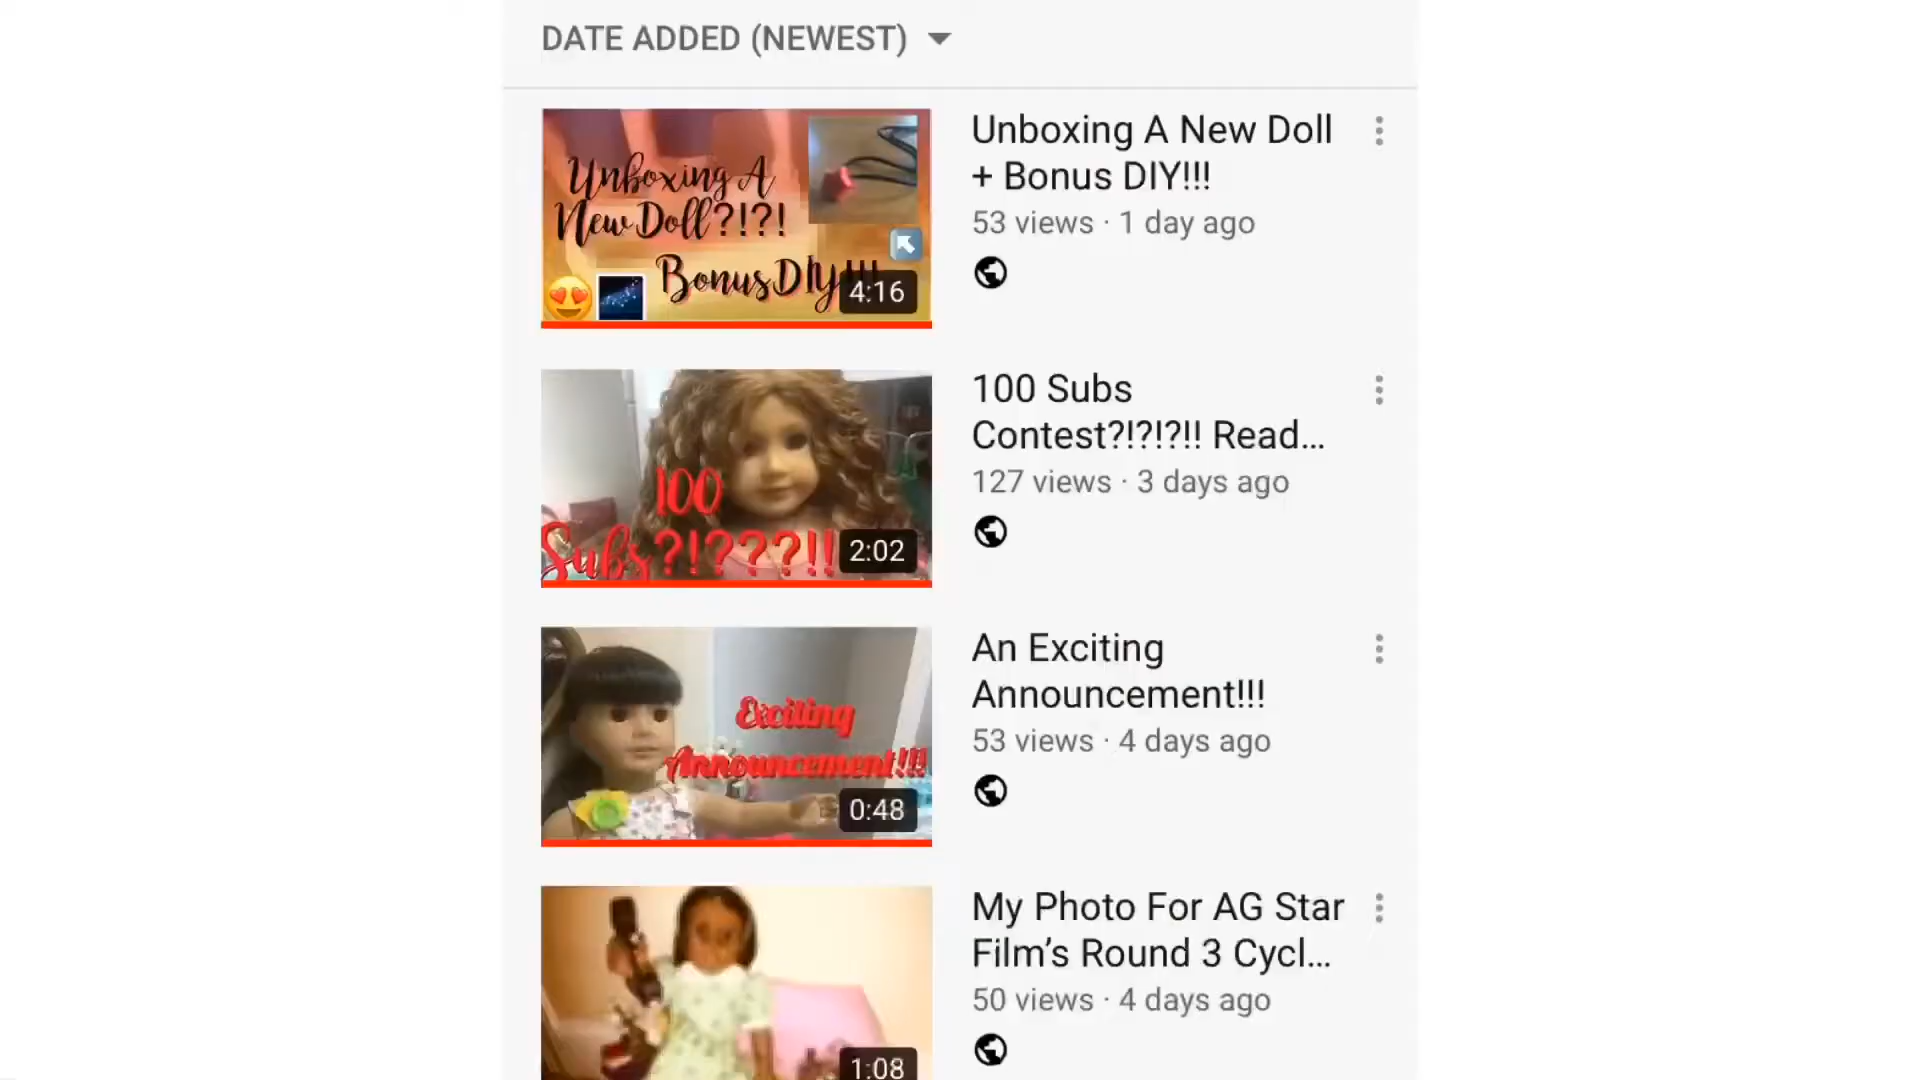 DATE ADDED (NEWEST)
Unboxing A
New Doll?!?!
Bonus DIY!!!
4:16
Unboxing A New Doll
+ Bonus DIY!!!
53 views · 1 day ago
100
Subs?!???!!
2:02
100 Subs
Contest?!?!?!! Read...
127 views · 3 days ago
Exciting
Announcement!!!
0:48
An Exciting
Announcement!!!
53 views · 4 days ago
1:08
My Photo For AG Star
Film’s Round 3 Cycl...
50 views · 4 days ago